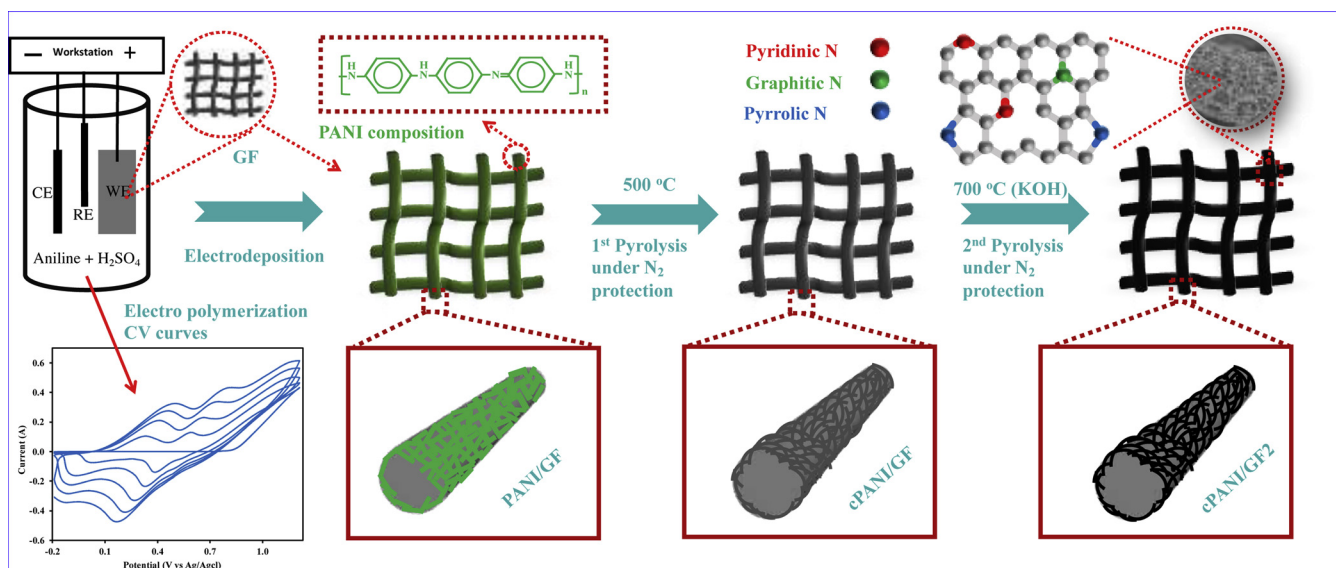 − Workstation +
CE
RE
WE
Aniline + H₂SO₄
GF
Electrodeposition
Electro polymerization
CV curves
H
N
N
H
N
N
H
n
PANI composition
500 °C
1st Pyrolysis
under N₂
protection
Pyridinic N
Graphitic N
Pyrrolic N
700 °C (KOH)
2nd Pyrolysis
under N₂
protection
0.6
0.4
0.2
0.0
-0.2
-0.4
-0.6
Current (A)
-0.2 0.1 0.4 0.7 1.0
Potential (V vs Ag/Agcl)
PANI/GF
cPANI/GF
cPANI/GF2